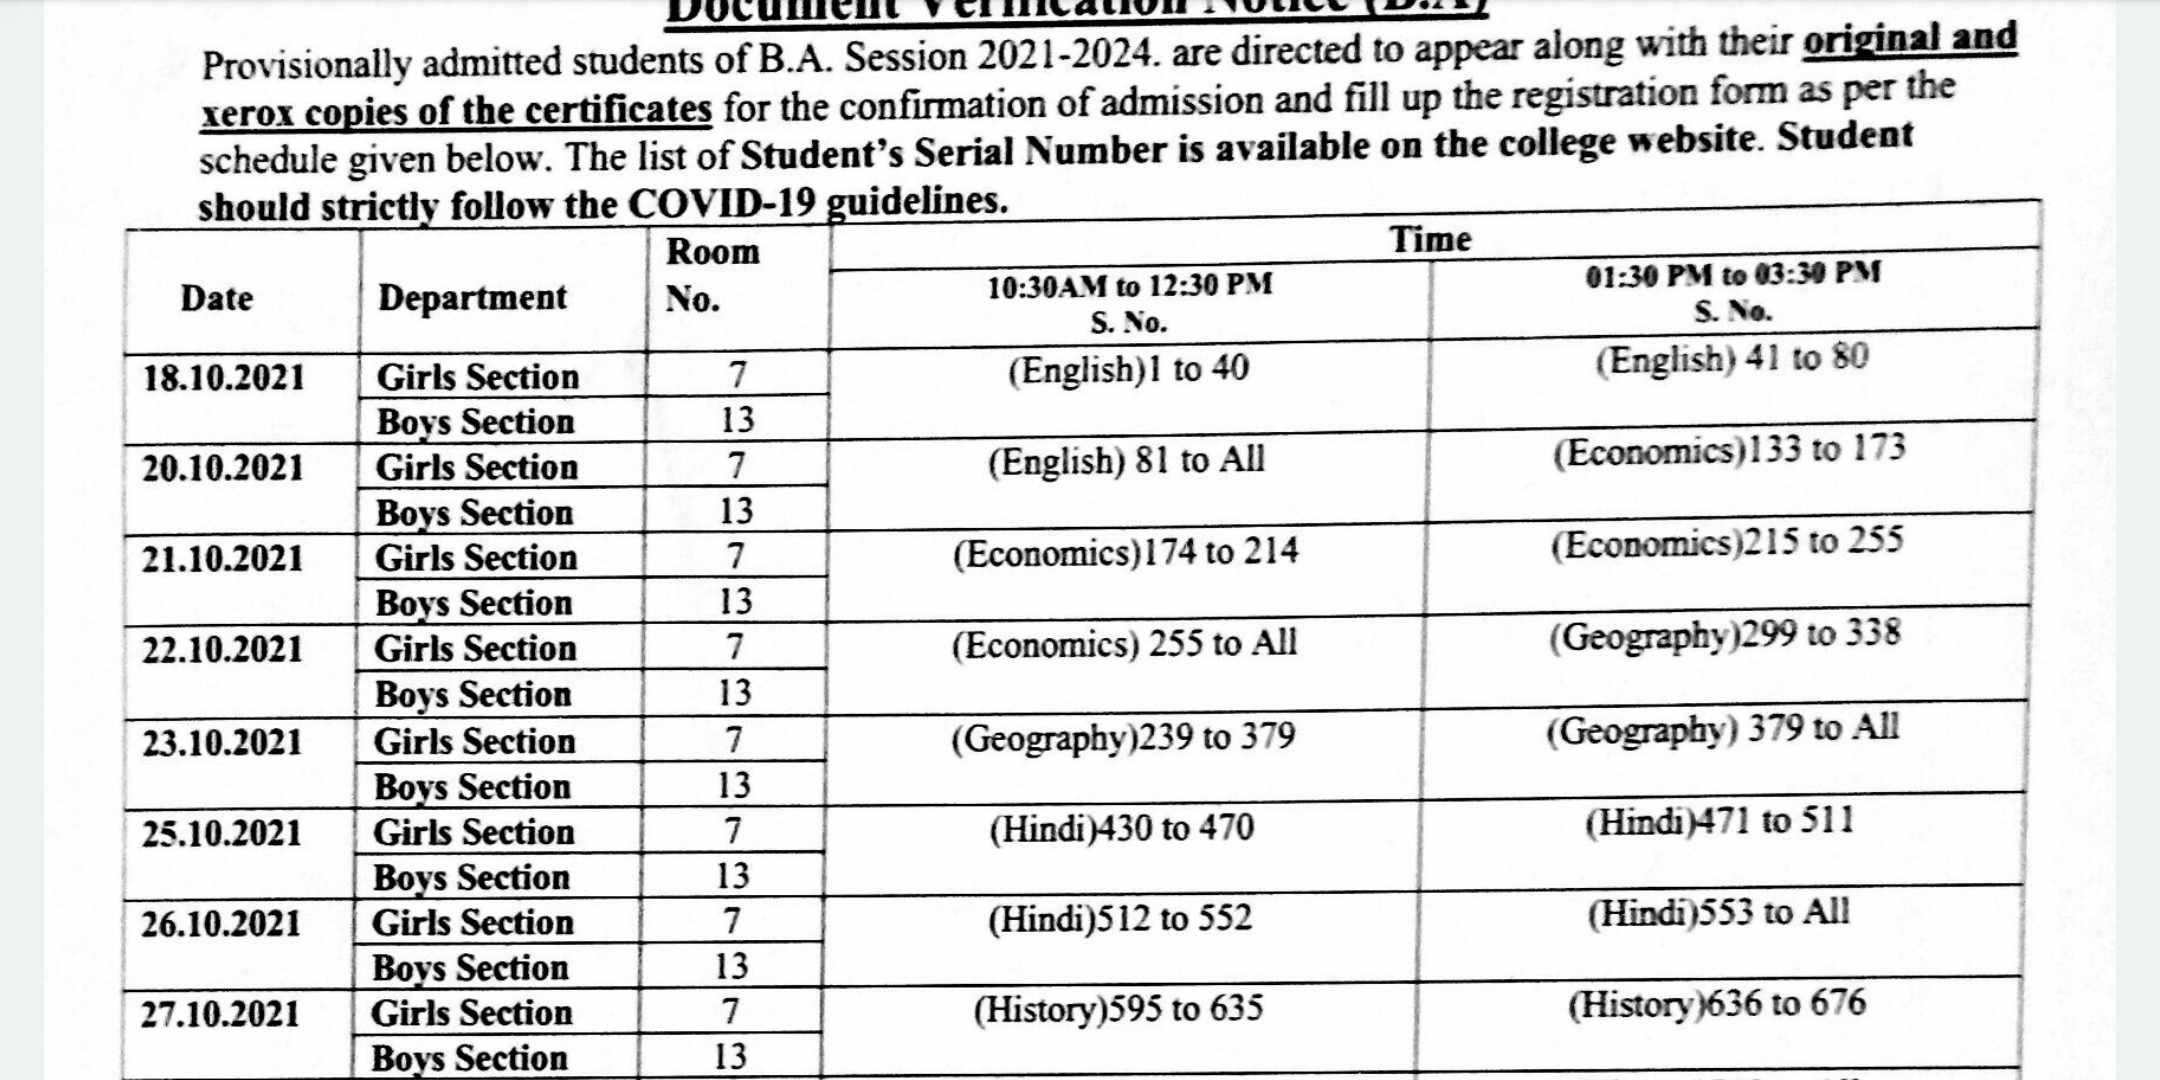 Document Verification Notice (B.A)
Provisionally admitted students of B.A. Session 2021-2024. are directed to appear along with their original and
xerox copies of the certificates for the confirmation of admission and fill up the registration form as per the
schedule given below. The list of Student's Serial Number is available on the college website. Student
should strictly follow the COVID-19 guidelines.
Date Department Room No. Time
10:30AM to 12:30 PM S. No. 01:30 PM to 03:30 PM S. No.
18.10.2021 Girls Section 7 (English)1 to 40 (English) 41 to 80
Boys Section 13
20.10.2021 Girls Section 7 (English) 81 to All (Economics)133 to 173
Boys Section 13
21.10.2021 Girls Section 7 (Economics)174 to 214 (Economics)215 to 255
Boys Section 13
22.10.2021 Girls Section 7 (Economics) 255 to All (Geography)299 to 338
Boys Section 13
23.10.2021 Girls Section 7 (Geography)239 to 379 (Geography) 379 to All
Boys Section 13
25.10.2021 Girls Section 7 (Hindi)430 to 470 (Hindi)471 to 511
Boys Section 13
26.10.2021 Girls Section 7 (Hindi)512 to 552 (Hindi)553 to All
Boys Section 13
27.10.2021 Girls Section 7 (History)595 to 635 (History)636 to 676
Boys Section 13